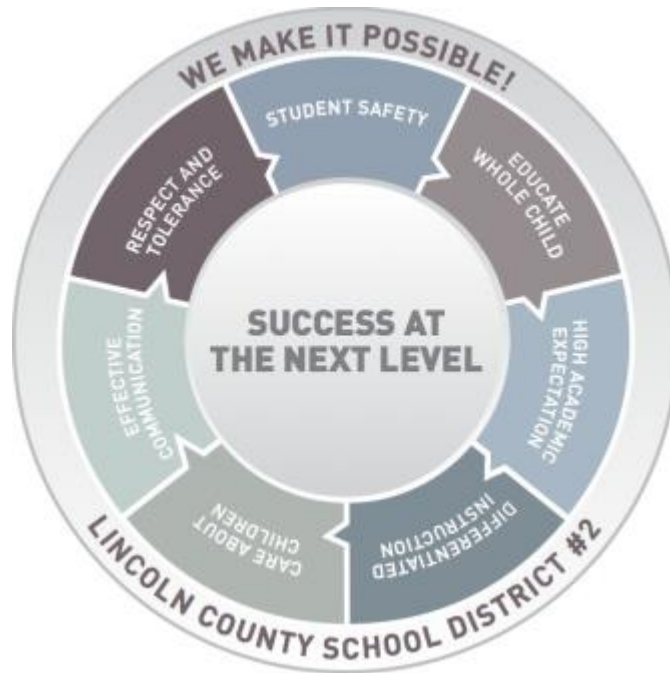 WE MAKE IT POSSIBLE!
STUDENT SAFETY
EDUCATE
WHOLE CHILD
HIGH ACADEMIC
EXPECTATION
DIFFERENTIATED
INSTRUCTION
CARE ABOUT
CHILDREN
EFFECTIVE
COMMUNICATION
RESPECT AND
TOLERANCE
SUCCESS AT
THE NEXT LEVEL
LINCOLN COUNTY SCHOOL DISTRICT #2